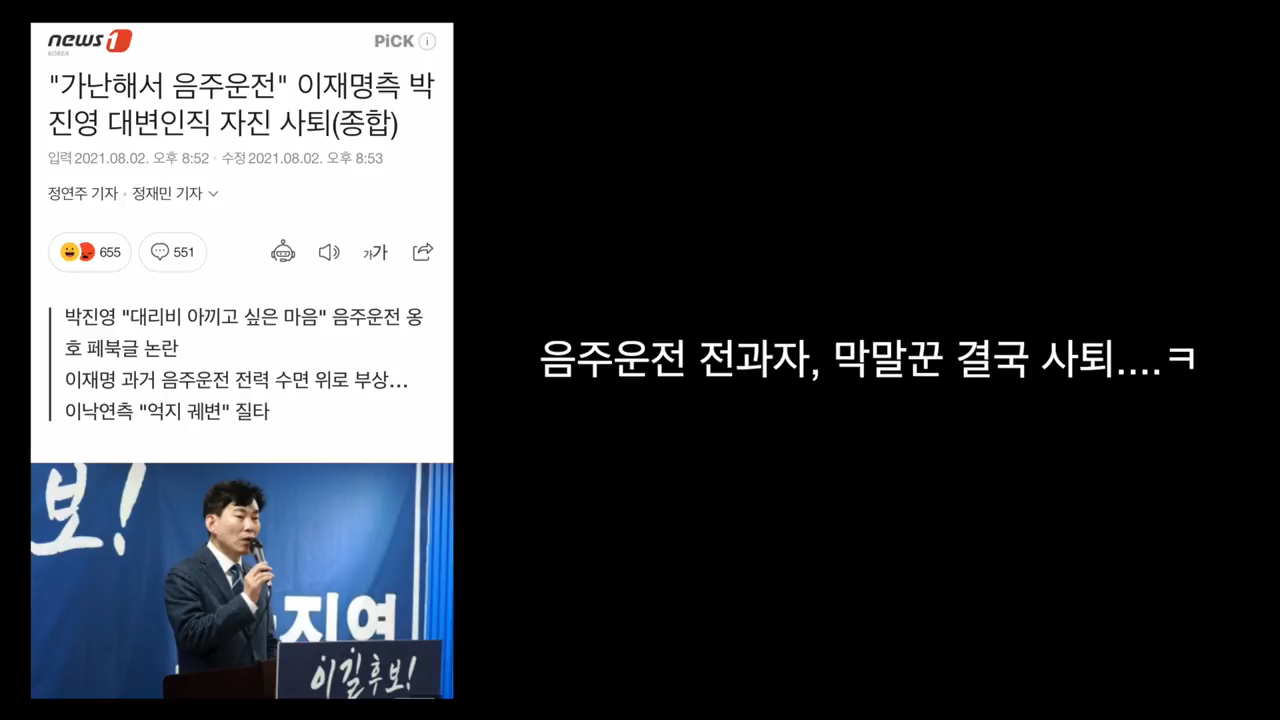 news1
KOREA
PiCK
"가난해서 음주운전" 이재명측 박
진영 대변인직 자진 사퇴(종합)
입력 2021.08.02. 오후 8:52 · 수정 2021.08.02. 오후 8:53
정연주 기자 · 정재민 기자
655
551
가가
박진영 "대리비 아끼고 싶은 마음" 음주운전 옹
호 페북글 논란
이재명 과거 음주운전 전력 수면 위로 부상…
이낙연측 "억지 궤변" 질타
음주운전 전과자, 막말꾼 결국 사퇴....ㅋ
보!
진영
이길후보!